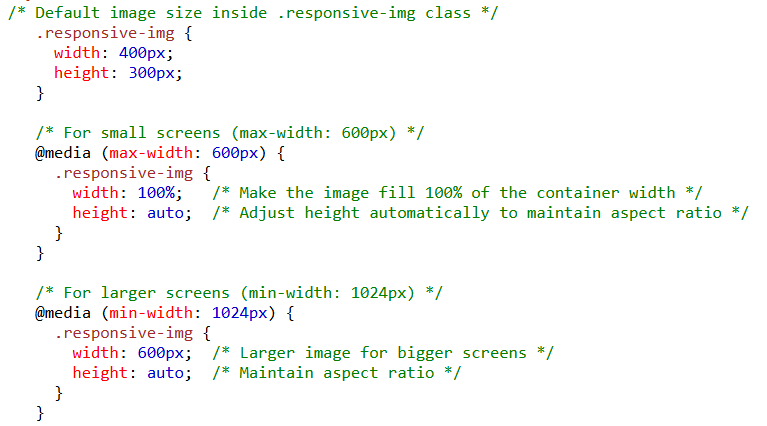 /* Default image size inside .responsive-img class */
.responsive-img {
width: 400px;
height: 300px;
}
/* For small screens (max-width: 600px) */
@media (max-width: 600px) {
.responsive-img {
width: 100%; /* Make the image fill 100% of the container width */
height: auto; /* Adjust height automatically to maintain aspect ratio */
}
}
/* For larger screens (min-width: 1024px) */
@media (min-width: 1024px) {
.responsive-img {
width: 600px; /* Larger image for bigger screens */
height: auto; /* Maintain aspect ratio */
}
}